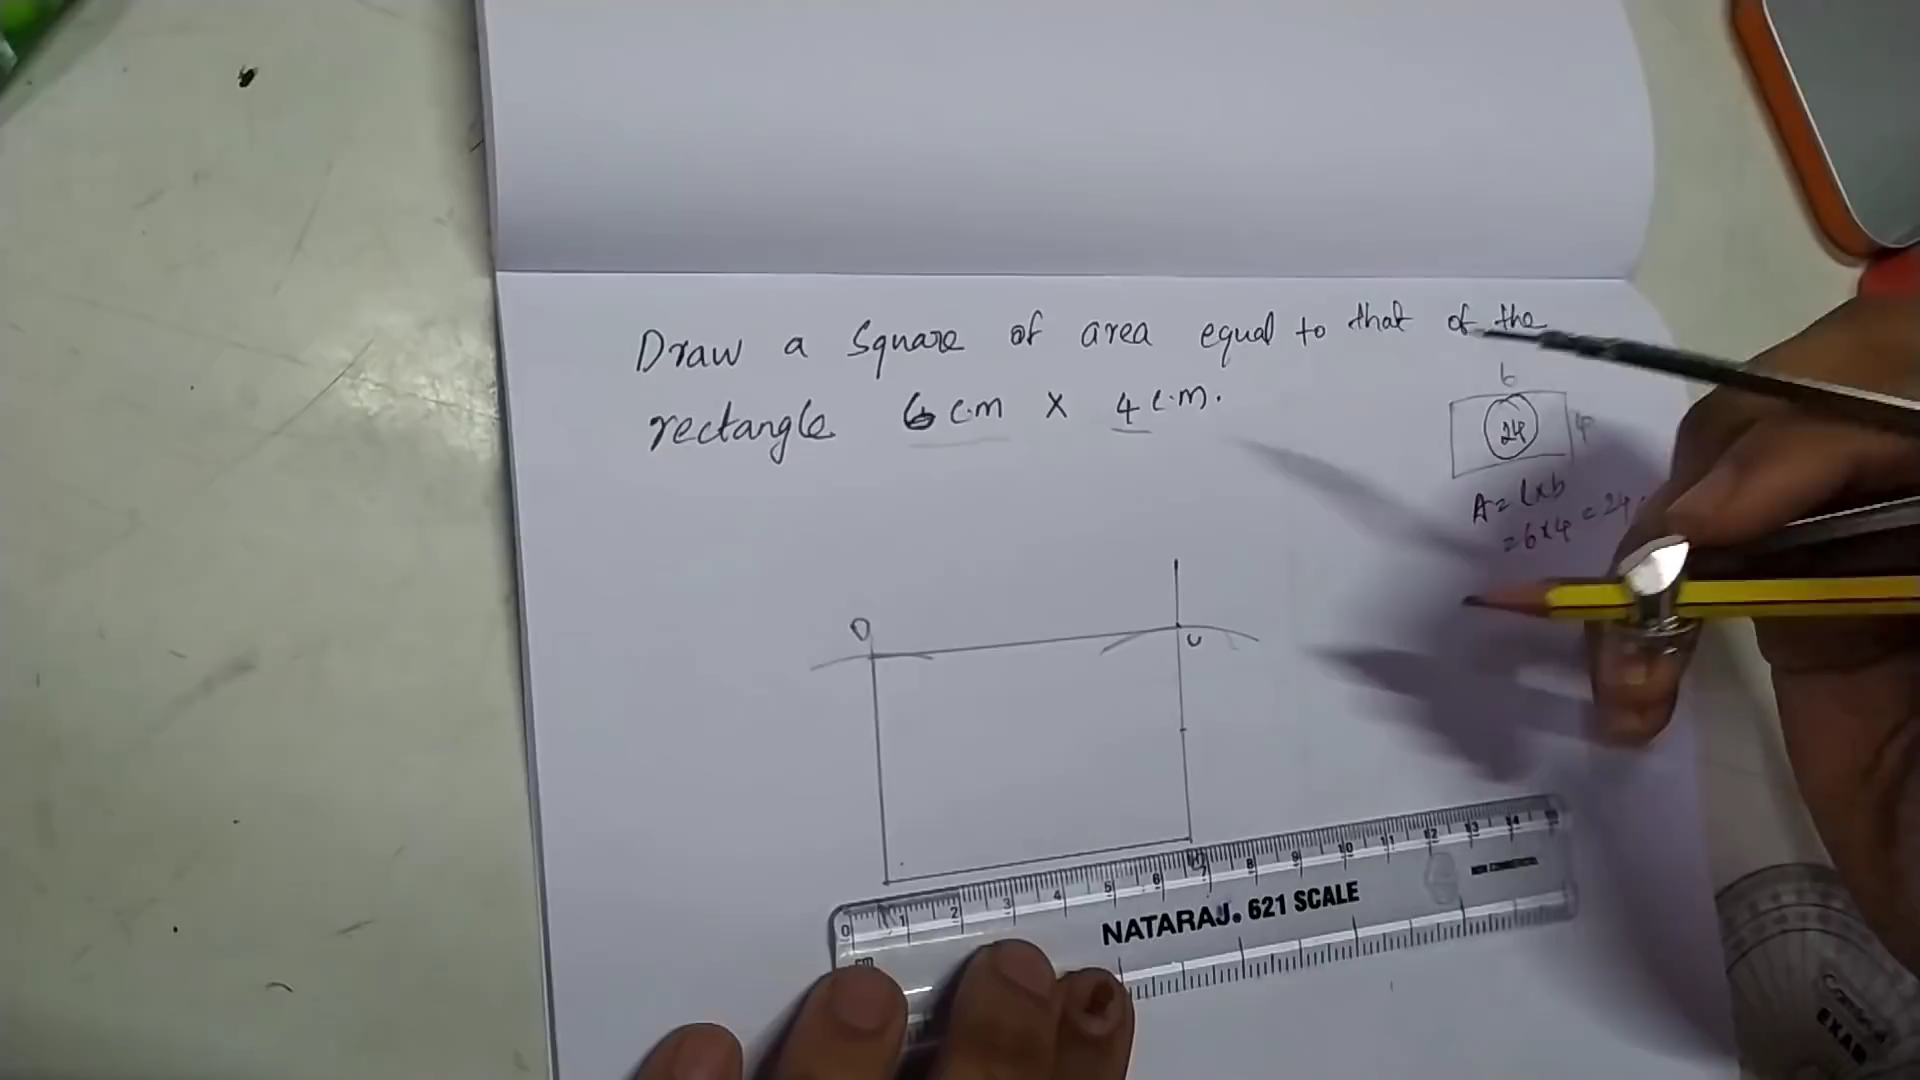 Draw a Square of area equal to that of the
rectangle 6 cm x 4 c.m.
6
24
4
A = l x b
= 6 x 4 = 24
D
C
0 1 2 3 4 5 6 7 8 9 10 11 12 13 14 15
cm
NATARAJ. 621 SCALE
EXAM